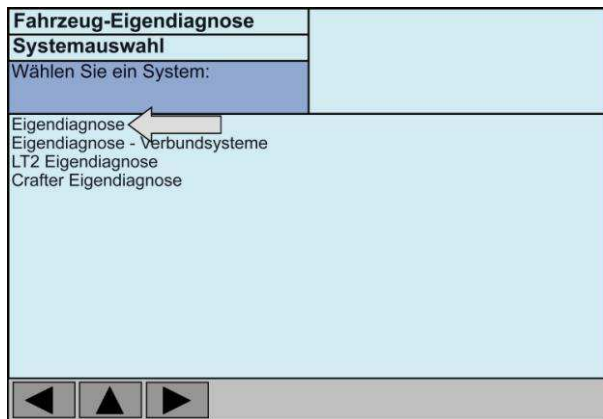 Fahrzeug-Eigendiagnose
Systemauswahl
Wählen Sie ein System:
Eigendiagnose
Eigendiagnose - Verbundsysteme
LT2 Eigendiagnose
Crafter Eigendiagnose